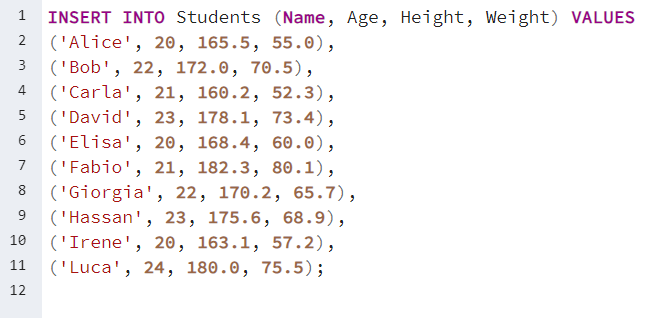 1 INSERT INTO Students (Name, Age, Height, Weight) VALUES
2 ('Alice', 20, 165.5, 55.0),
3 ('Bob', 22, 172.0, 70.5),
4 ('Carla', 21, 160.2, 52.3),
5 ('David', 23, 178.1, 73.4),
6 ('Elisa', 20, 168.4, 60.0),
7 ('Fabio', 21, 182.3, 80.1),
8 ('Giorgia', 22, 170.2, 65.7),
9 ('Hassan', 23, 175.6, 68.9),
10 ('Irene', 20, 163.1, 57.2),
11 ('Luca', 24, 180.0, 75.5);
12